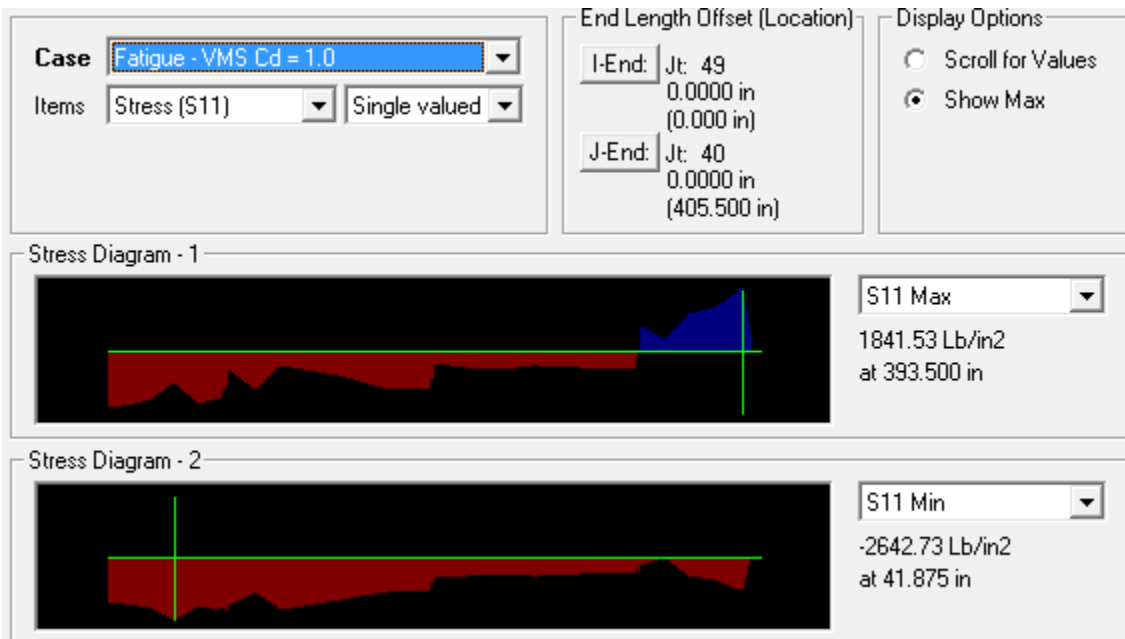 Case Fatigue - VMS Cd = 1.0
Items Stress (S11) Single valued
End Length Offset (Location)
I-End: Jt: 49
0.0000 in
(0.000 in)
J-End: Jt: 40
0.0000 in
(405.500 in)
Display Options
Scroll for Values
Show Max
Stress Diagram - 1
S11 Max
1841.53 Lb/in2
at 393.500 in
Stress Diagram - 2
S11 Min
-2642.73 Lb/in2
at 41.875 in